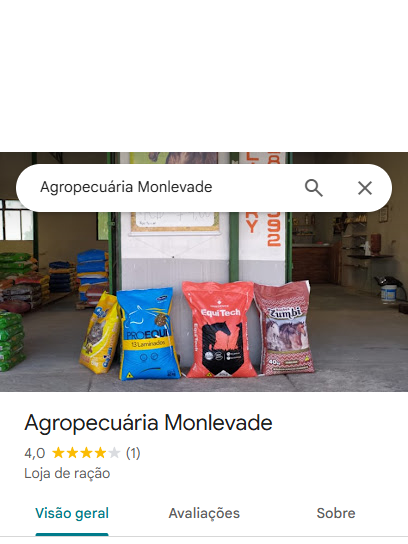 Agropecuária Monlevade
PROEQUI
13 Laminados
EquiTech
Zumbi
40
Agropecuária Monlevade
4,0
(1)
Loja de ração
Visão geral
Avaliações
Sobre